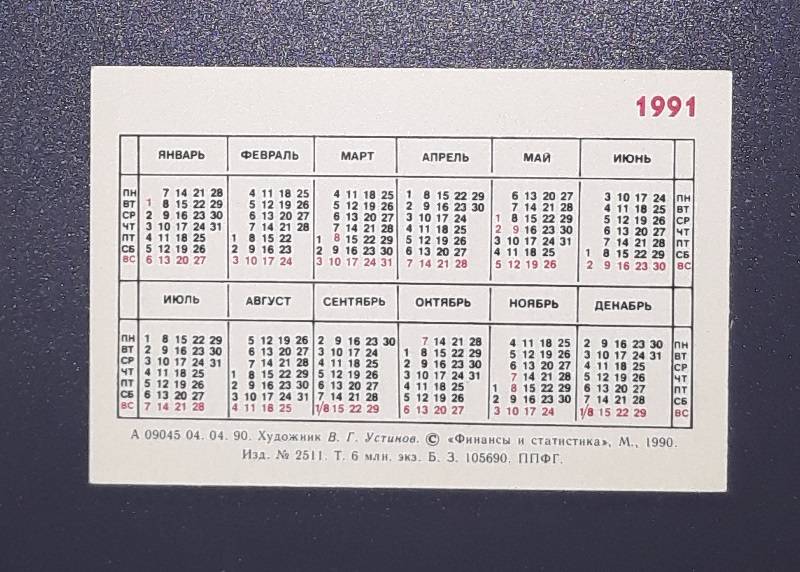 1991
ЯНВАРЬ ФЕВРАЛЬ МАРТ АПРЕЛЬ МАЙ ИЮНЬ
ПН 7 14 21 28 4 11 18 25 4 11 18 25 1 8 15 22 29 6 13 20 27 3 10 17 24 ПН
ВТ 1 8 15 22 29 5 12 19 26 5 12 19 26 2 9 16 23 30 7 14 21 28 4 11 18 25 ВТ
СР 2 9 16 23 30 6 13 20 27 6 13 20 27 3 10 17 24 1 8 15 22 29 5 12 19 26 СР
ЧТ 3 10 17 24 31 7 14 21 28 7 14 21 28 4 11 18 25 2 9 16 23 30 6 13 20 27 ЧТ
ПТ 4 11 18 25 1 8 15 22 1 8 15 22 29 5 12 19 26 3 10 17 24 31 7 14 21 28 ПТ
СБ 5 12 19 26 2 9 16 23 2 9 16 23 30 6 13 20 27 4 11 18 25 1 8 15 22 29 СБ
ВС 6 13 20 27 3 10 17 24 3 10 17 24 31 7 14 21 28 5 12 19 26 2 9 16 23 30 ВС
ИЮЛЬ АВГУСТ СЕНТЯБРЬ ОКТЯБРЬ НОЯБРЬ ДЕКАБРЬ
ПН 1 8 15 22 29 5 12 19 26 2 9 16 23 30 7 14 21 28 4 11 18 25 2 9 16 23 30 ПН
ВТ 2 9 16 23 30 6 13 20 27 3 10 17 24 1 8 15 22 29 5 12 19 26 3 10 17 24 31 ВТ
СР 3 10 17 24 31 7 14 21 28 4 11 18 25 2 9 16 23 30 6 13 20 27 4 11 18 25 СР
ЧТ 4 11 18 25 1 8 15 22 29 5 12 19 26 3 10 17 24 31 7 14 21 28 5 12 19 26 ЧТ
ПТ 5 12 19 26 2 9 16 23 30 6 13 20 27 4 11 18 25 1 8 15 22 29 6 13 20 27 ПТ
СБ 6 13 20 27 3 10 17 24 31 7 14 21 28 5 12 19 26 2 9 16 23 30 7 14 21 28 СБ
ВС 7 14 21 28 4 11 18 25 1/8 15 22 29 6 13 20 27 3 10 17 24 1/8 15 22 29 ВС
А 09045 04. 04. 90. Художник В. Г. Устинов. © «Финансы и статистика», М., 1990.
Изд. № 2511. Т. 6 млн. экз. Б. З. 105690. ППФГ.